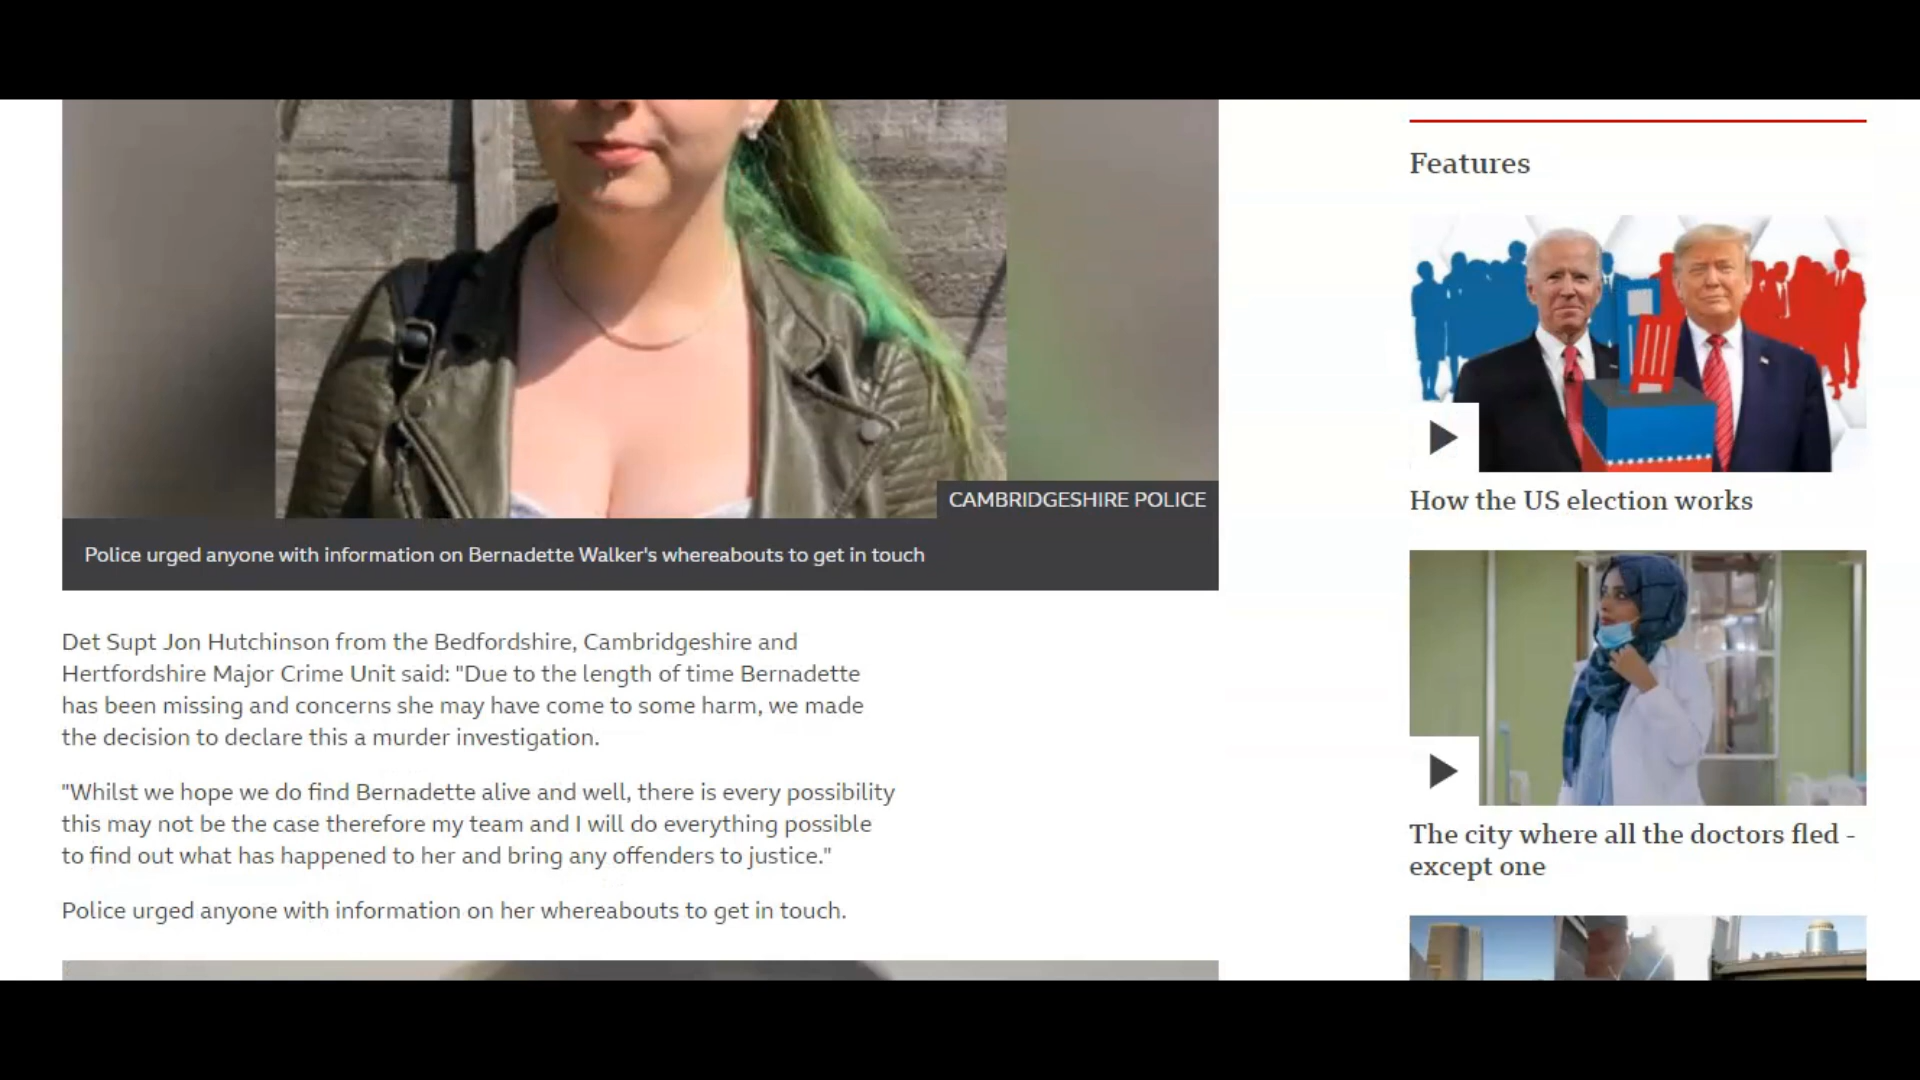 CAMBRIDGESHIRE POLICE
Police urged anyone with information on Bernadette Walker's whereabouts to get in touch
Det Supt Jon Hutchinson from the Bedfordshire, Cambridgeshire and
Hertfordshire Major Crime Unit said: "Due to the length of time Bernadette
has been missing and concerns she may have come to some harm, we made
the decision to declare this a murder investigation.
"Whilst we hope we do find Bernadette alive and well, there is every possibility
this may not be the case therefore my team and I will do everything possible
to find out what has happened to her and bring any offenders to justice."
Police urged anyone with information on her whereabouts to get in touch.
Features
How the US election works
The city where all the doctors fled -
except one